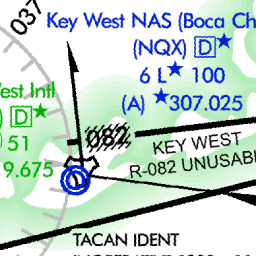 037
Key West NAS (Boca Ch
(NQX) D★
6 L★ 100
(A) ★307.025
est Intl
D★
51
9.675
082
KEY WEST
R-082 UNUSAB
TACAN IDENT